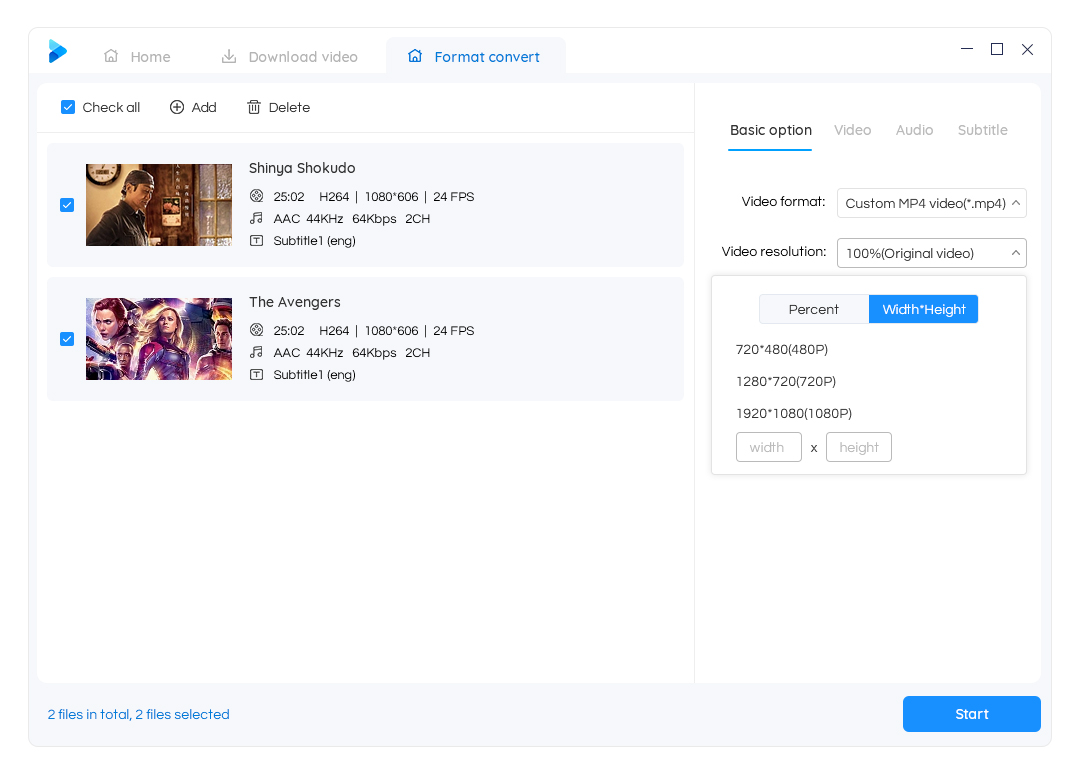 Home
Download video
Format convert
Check all
Add
Delete
Shinya Shokudo
25:02 H264 | 1080*606 | 24 FPS
AAC 44KHz 64Kbps 2CH
Subtitle1 (eng)
The Avengers
25:02 H264 | 1080*606 | 24 FPS
AAC 44KHz 64Kbps 2CH
Subtitle1 (eng)
Basic option
Video
Audio
Subtitle
Video format: Custom MP4 video(*.mp4)
Video resolution: 100%(Original video)
Percent
Width*Height
720*480(480P)
1280*720(720P)
1920*1080(1080P)
width x height
2 files in total, 2 files selected
Start